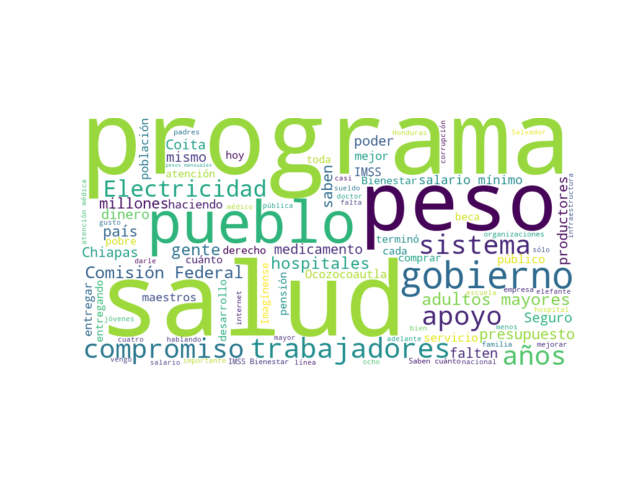 programa
peso
salud
pueblo
gobierno
sistema
apoyo
compromiso
trabajadores
años
Electricidad
Comisión Federal
adultos mayores
hospitales
millones
gente
medicamento
presupuesto
Seguro
falten
productores
población
padres
Coita
mismo
hoy
pesos mensuales
atención
toda
saben
poder
mejor
IMSS
casi
Bienestar
sueldo
doctor
falta
Honduras
corrupción
Salvador
salario mínimo
infraestructura
atención médica
gusto
dinero
haciendo
médico
pública
país
pobre
Chiapas
darle
derecho
cuánto
terminó
cada
comprar
beca
organizaciones
sólo
público
Ocozocoautla
pensión
Imagínense
internet
desarrollo
maestros
entregar
entregando
jóvenes
cuatro
hablando
vengo
salario
importante
IMSS Bienestar
línea
mayor
ocho
bien
adelante
Saben cuánto
menos
familia
nacional
servicio
escuela
empresa
elefante
hospital
mejorar